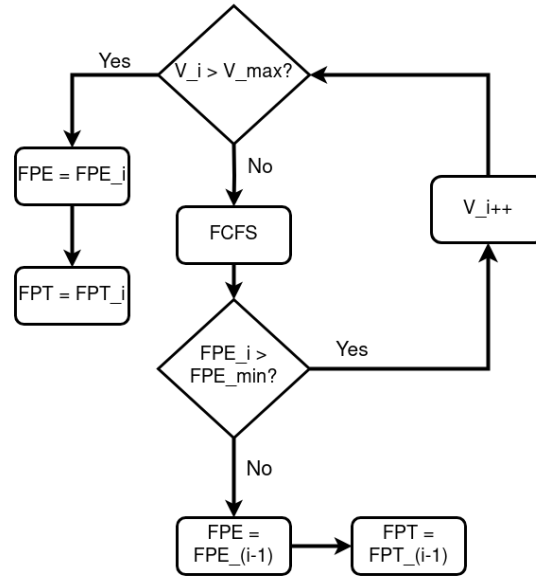 Yes
V_i > V_max?
No
FPE = FPE_i
V_i++
FCFS
FPT = FPT_i
FPE_i >
FPE_min?
Yes
No
FPE =
FPE_(i-1)
FPT =
FPT_(i-1)